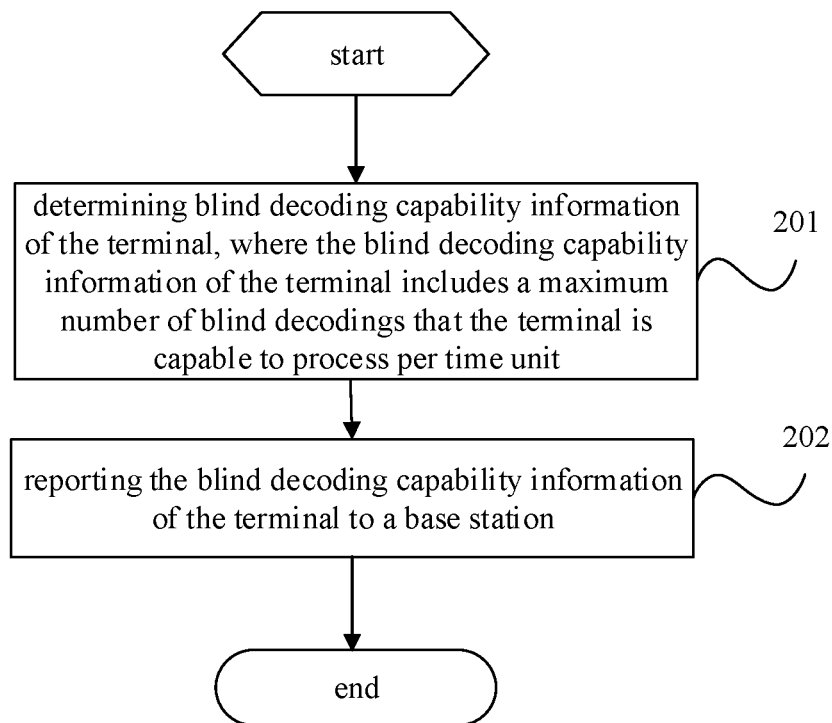 start
determining blind decoding capability information
of the terminal, where the blind decoding capability
information of the terminal includes a maximum
number of blind decodings that the terminal is
capable to process per time unit
201
reporting the blind decoding capability information
of the terminal to a base station
202
end